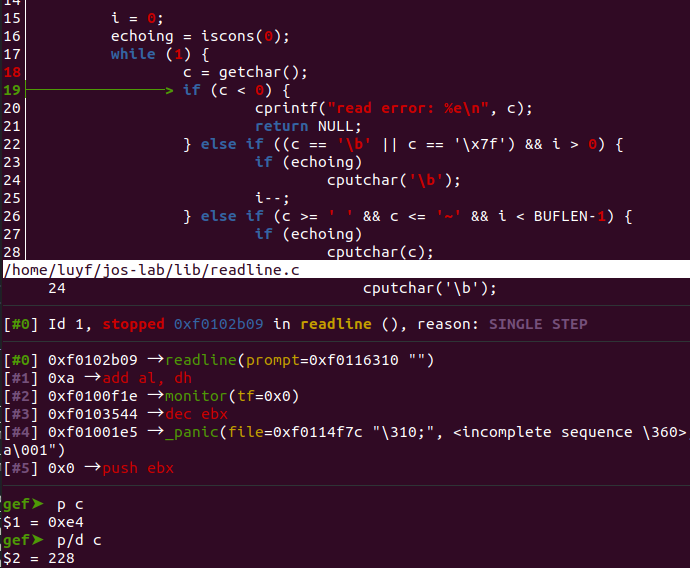 14
15 i = 0;
16 echoing = iscons(0);
17 while (1) {
18 c = getchar();
19 > if (c < 0) {
20 cprintf("read error: %e\n", c);
21 return NULL;
22 } else if ((c == '\b' || c == '\x7f') && i > 0) {
23 if (echoing)
24 cputchar('\b');
25 i--;
26 } else if (c >= ' ' && c <= '~' && i < BUFLEN-1) {
27 if (echoing)
28 cputchar(c);
/home/luyf/jos-lab/lib/readline.c
24 cputchar('\b');
[#0] Id 1, stopped 0xf0102b09 in readline (), reason: SINGLE STEP
[#0] 0xf0102b09 → readline(prompt=0xf0116310 "")
[#1] 0xa → add al, dh
[#2] 0xf0100f1e → monitor(tf=0x0)
[#3] 0xf0103544 → dec ebx
[#4] 0xf01001e5 → _panic(file=0xf0114f7c "\310;", <incomplete sequence \360>,
a\001")
[#5] 0x0 → push ebx
gef➤ p c
$1 = 0xe4
gef➤ p/d c
$2 = 228